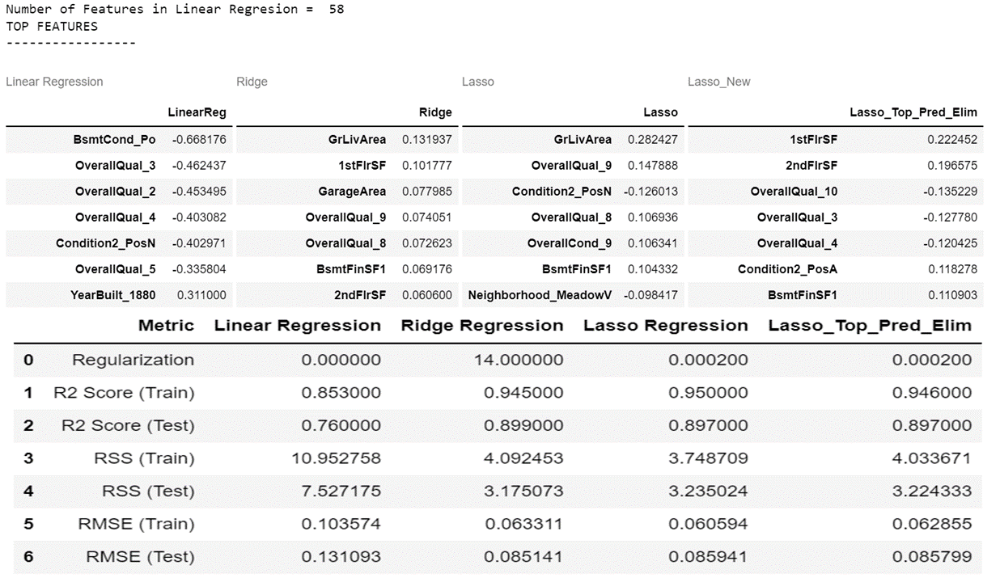 Number of Features in Linear Regresion =  58
TOP FEATURES
-----------------
Linear Regression Ridge Lasso Lasso_New
LinearReg Ridge Lasso Lasso_Top_Pred_Elim
BsmtCond_Po -0.668176 GrLivArea 0.131937 GrLivArea 0.282427 1stFlrSF 0.222452
OverallQual_3 -0.462437 1stFlrSF 0.101777 OverallQual_9 0.147888 2ndFlrSF 0.196575
OverallQual_2 -0.453495 GarageArea 0.077985 Condition2_PosN -0.126013 OverallQual_10 -0.135229
OverallQual_4 -0.403082 OverallQual_9 0.074051 OverallQual_8 0.106936 OverallQual_3 -0.127780
Condition2_PosN -0.402971 OverallQual_8 0.072623 OverallCond_9 0.106341 OverallQual_4 -0.120425
OverallQual_5 -0.335804 BsmtFinSF1 0.069176 BsmtFinSF1 0.104332 Condition2_PosA 0.118278
YearBuilt_1880 0.311000 2ndFlrSF 0.060600 Neighborhood_MeadowV -0.098417 BsmtFinSF1 0.110903
Metric Linear Regression Ridge Regression Lasso Regression Lasso_Top_Pred_Elim
0 Regularization 0.000000 14.000000 0.000200 0.000200
1 R2 Score (Train) 0.853000 0.945000 0.950000 0.946000
2 R2 Score (Test) 0.760000 0.899000 0.897000 0.897000
3 RSS (Train) 10.952758 4.092453 3.748709 4.033671
4 RSS (Test) 7.527175 3.175073 3.235024 3.224333
5 RMSE (Train) 0.103574 0.063311 0.060594 0.062855
6 RMSE (Test) 0.131093 0.085141 0.085941 0.085799